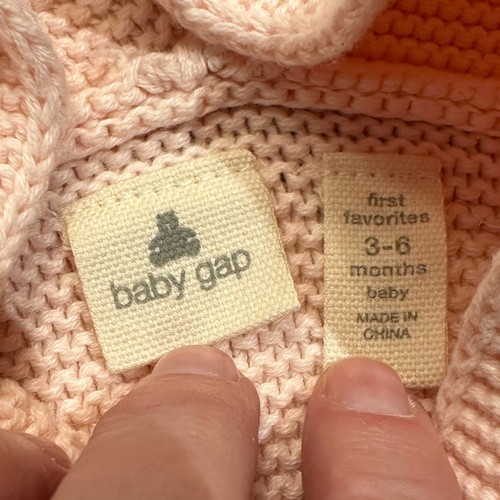 baby gap
first
favorites
3-6
months
baby
MADE IN
CHINA